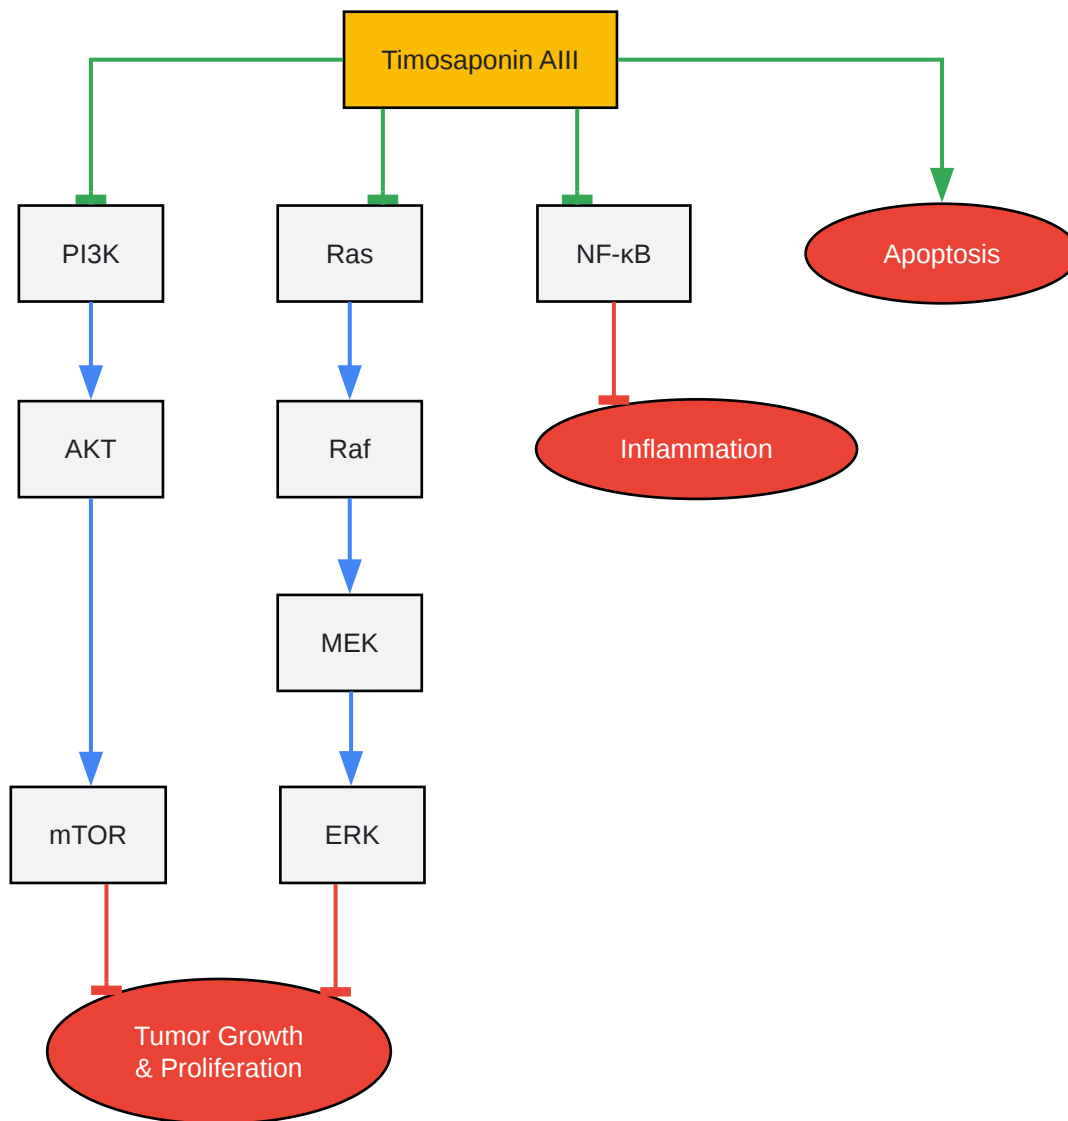 Timosaponin AIII
PI3K
Ras
NF-κB
Apoptosis
AKT
Raf
Inflammation
MEK
mTOR
ERK
Tumor Growth
& Proliferation